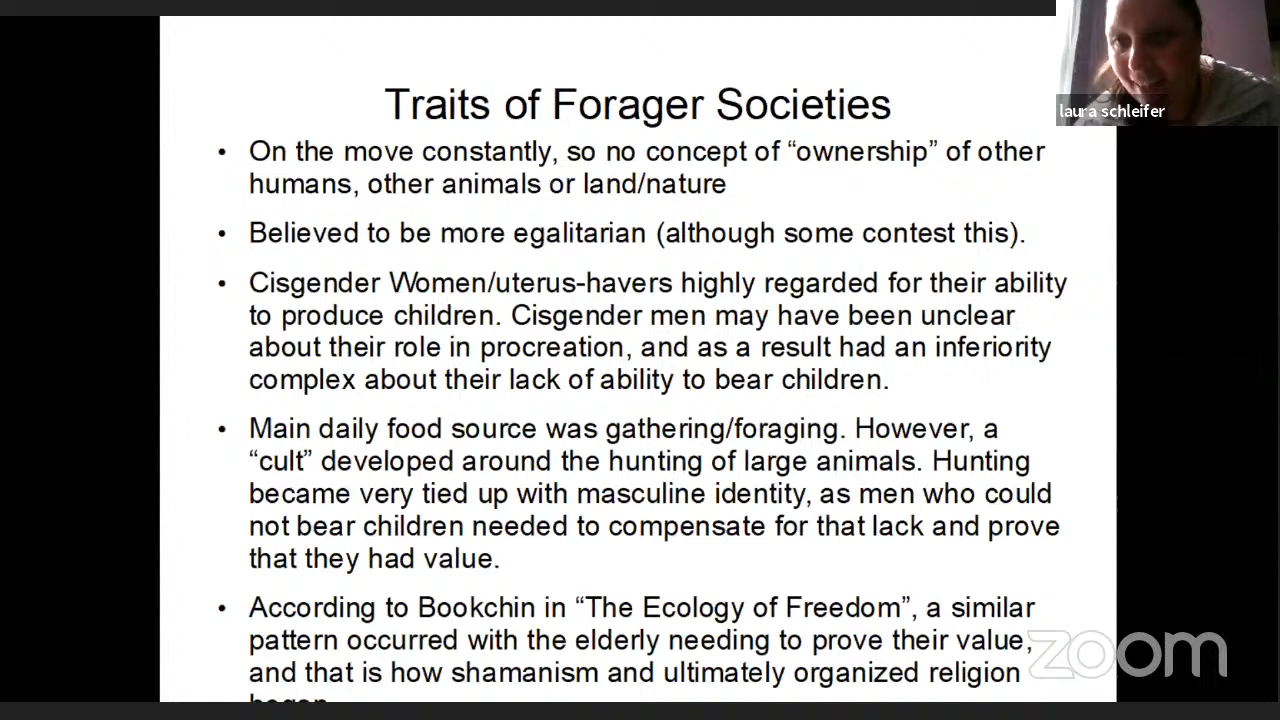 laura schleifer
Traits of Forager Societies
• On the move constantly, so no concept of “ownership” of other
humans, other animals or land/nature
• Believed to be more egalitarian (although some contest this).
• Cisgender Women/uterus-havers highly regarded for their ability
to produce children. Cisgender men may have been unclear
about their role in procreation, and as a result had an inferiority
complex about their lack of ability to bear children.
• Main daily food source was gathering/foraging. However, a
“cult” developed around the hunting of large animals. Hunting
became very tied up with masculine identity, as men who could
not bear children needed to compensate for that lack and prove
that they had value.
• According to Bookchin in “The Ecology of Freedom”, a similar
pattern occurred with the elderly needing to prove their value,
and that is how shamanism and ultimately organized religion
zoom